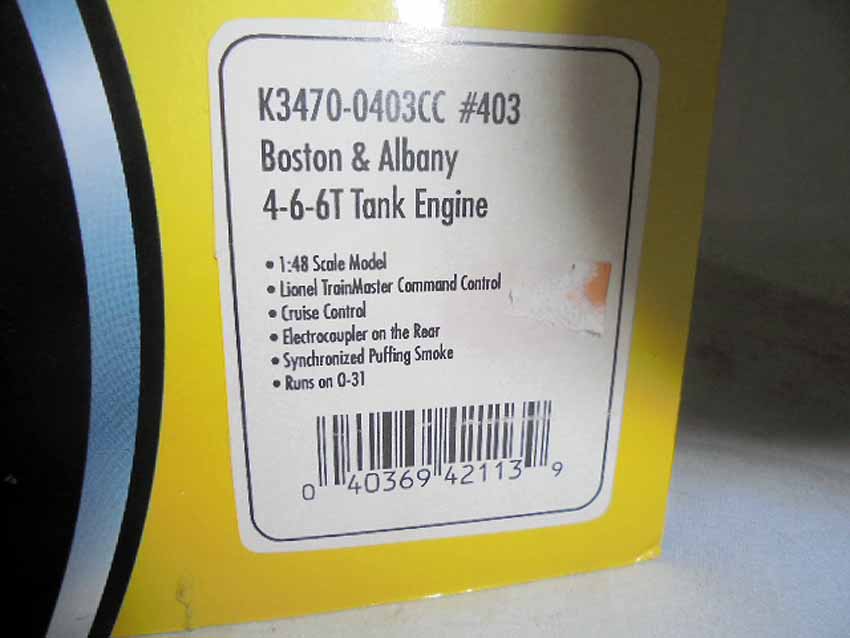 K3470-0403CC #403
Boston & Albany
4-6-6T Tank Engine
• 1:48 Scale Model
• Lionel TrainMaster Command Control
• Cruise Control
• Electrocoupler on the Rear
• Synchronized Puffing Smoke
• Runs on O-31
0 40369 42113 9